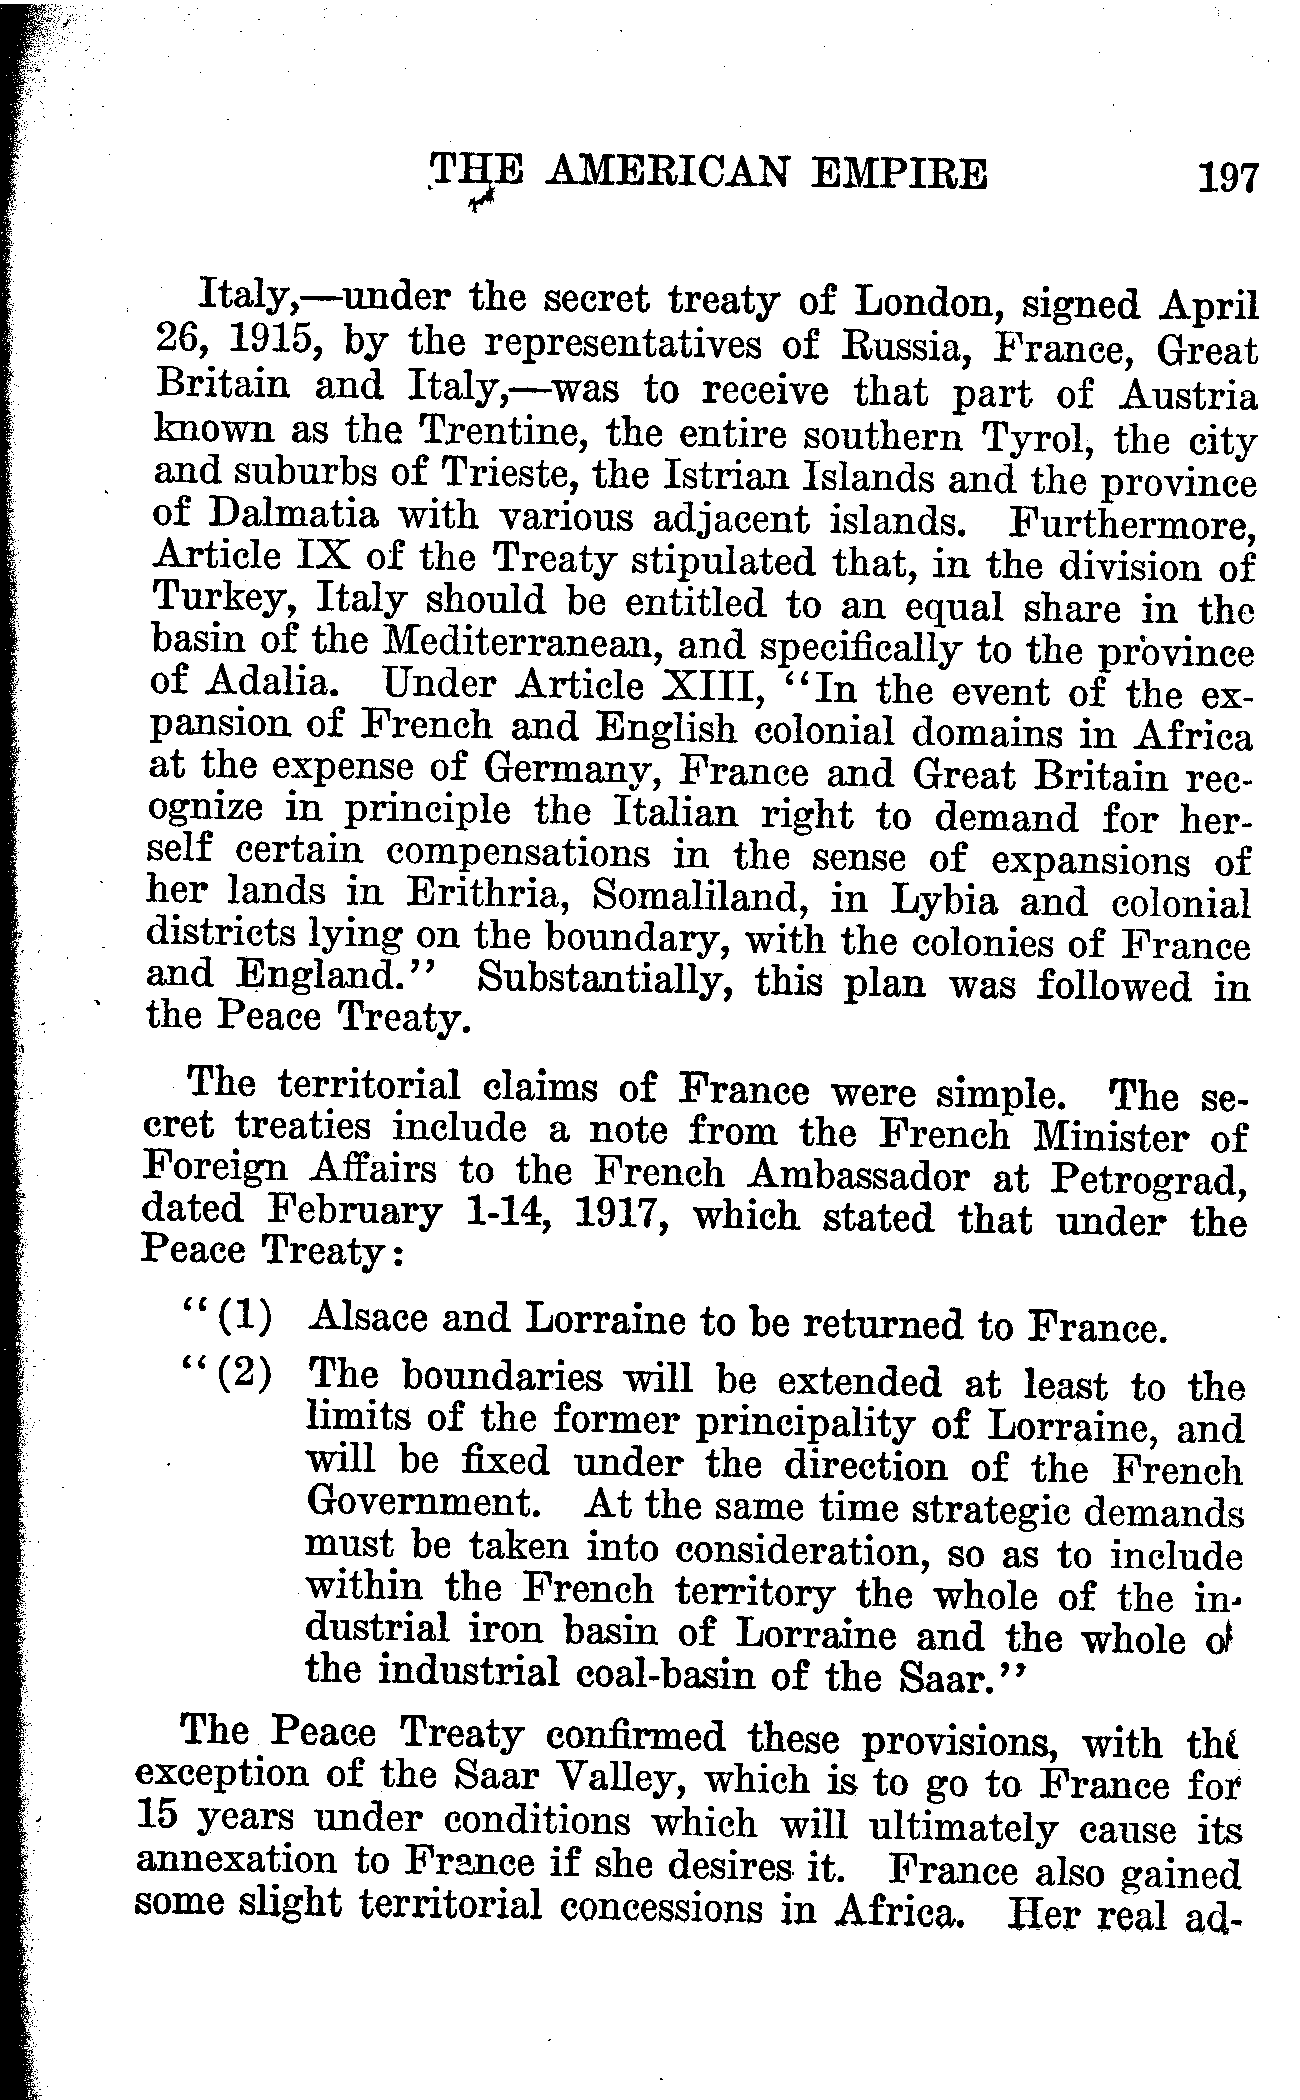 THE AMERICAN EMPIRE 197
Italy,—under the secret treaty of London, signed April
26, 1915, by the representatives of Russia, France, Great
Britain and Italy,—was to receive that part of Austria
known as the Trentine, the entire southern Tyrol, the city
and suburbs of Trieste, the Istrian Islands and the province
of Dalmatia with various adjacent islands. Furthermore,
Article IX of the Treaty stipulated that, in the division of
Turkey, Italy should be entitled to an equal share in the
basin of the Mediterranean, and specifically to the province
of Adalia. Under Article XIII, “In the event of the ex-
pansion of French and English colonial domains in Africa
at the expense of Germany, France and Great Britain rec-
ognize in principle the Italian right to demand for her-
self certain compensations in the sense of expansions of
her lands in Erithria, Somaliland, in Lybia and colonial
districts lying on the boundary, with the colonies of France
and England.” Substantially, this plan was followed in
the Peace Treaty.
The territorial claims of France were simple. The se-
cret treaties include a note from the French Minister of
Foreign Affairs to the French Ambassador at Petrograd,
dated February 1-14, 1917, which stated that under the
Peace Treaty:
“(1) Alsace and Lorraine to be returned to France.
“(2) The boundaries will be extended at least to the
limits of the former principality of Lorraine, and
will be fixed under the direction of the French
Government. At the same time strategic demands
must be taken into consideration, so as to include
within the French territory the whole of the in-
dustrial iron basin of Lorraine and the whole of
the industrial coal-basin of the Saar.”
The Peace Treaty confirmed these provisions, with the
exception of the Saar Valley, which is to go to France for
15 years under conditions which will ultimately cause its
annexation to France if she desires it. France also gained
some slight territorial concessions in Africa. Her real ad-